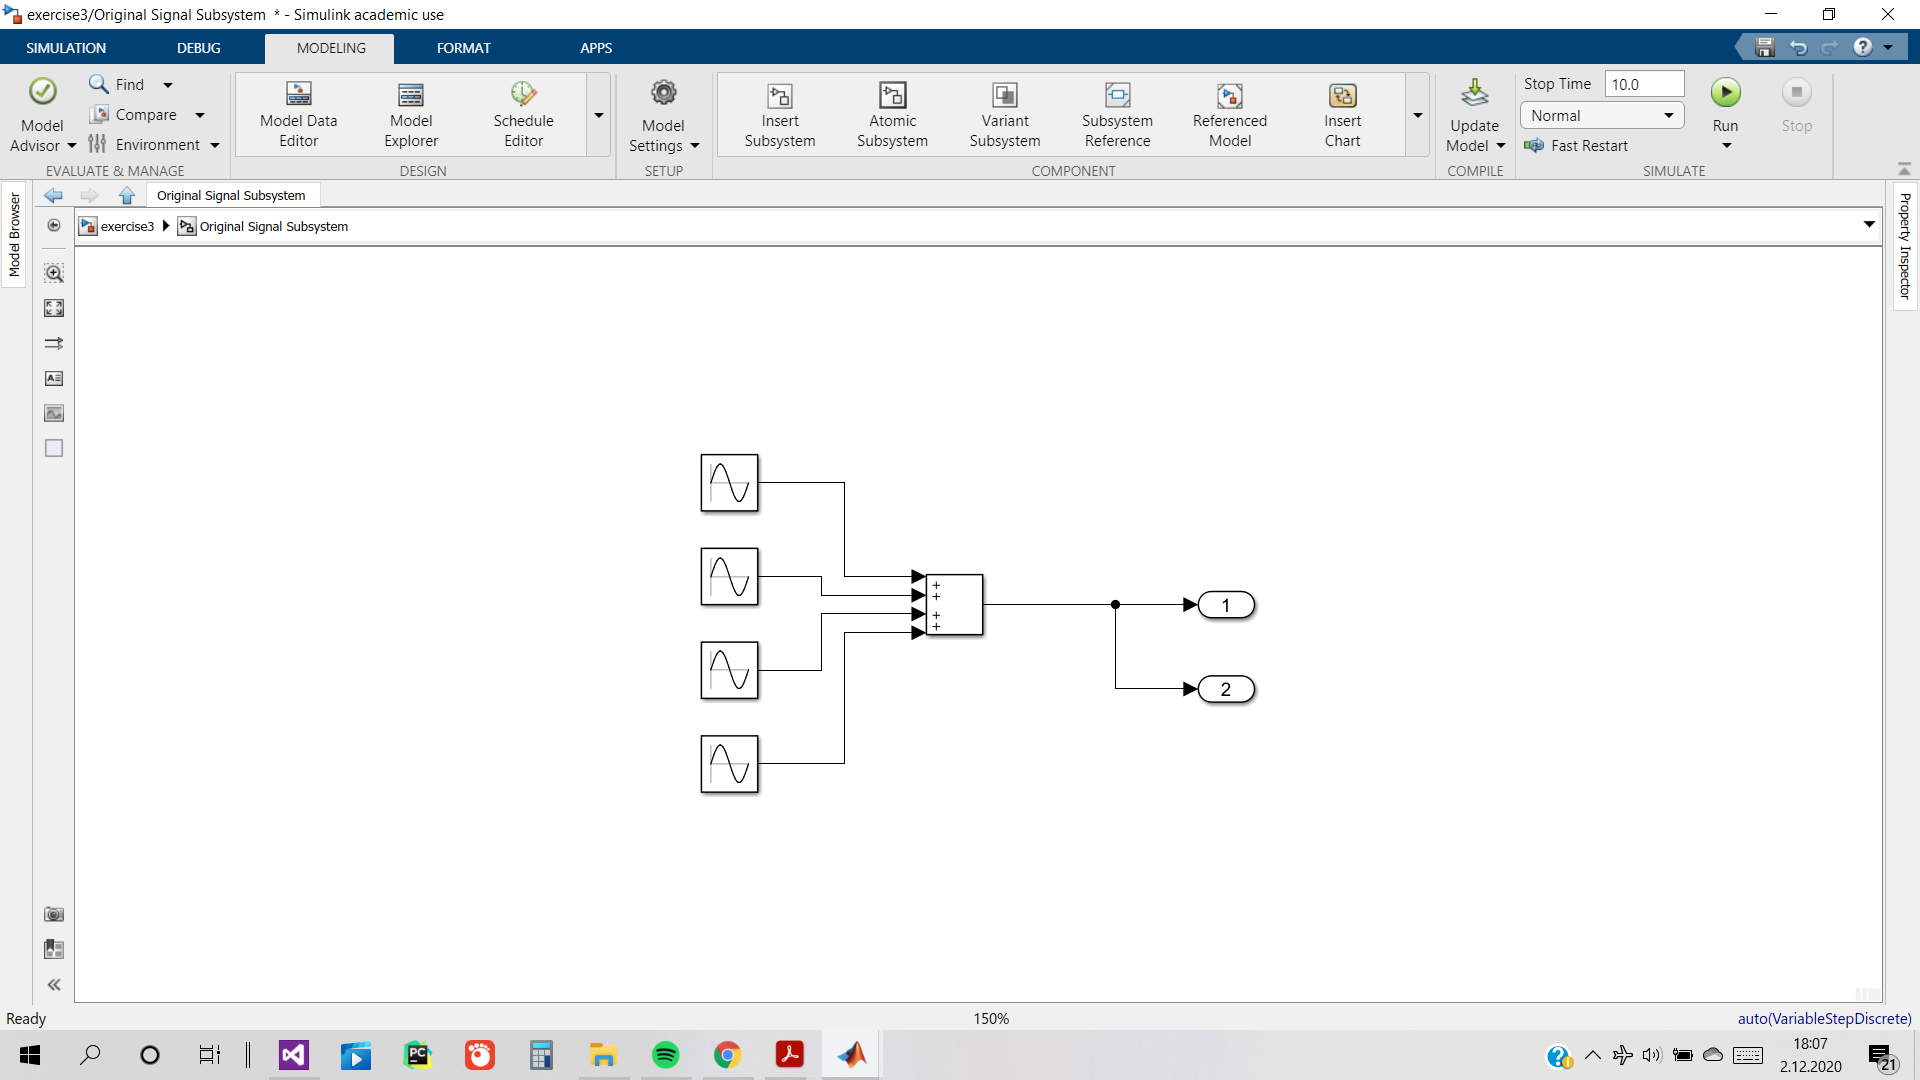 exercise3/Original Signal Subsystem * - Simulink academic use
SIMULATION DEBUG MODELING FORMAT APPS
Model Advisor
Find
Compare
Environment
EVALUATE & MANAGE
Model Data Editor
Model Explorer
Schedule Editor
DESIGN
Model Settings
SETUP
Insert Subsystem
Atomic Subsystem
Variant Subsystem
Subsystem Reference
Referenced Model
Insert Chart
COMPONENT
Update Model
COMPILE
Stop Time 10.0
Normal
Fast Restart
Run
Stop
SIMULATE
Model Browser
Original Signal Subsystem
exercise3 Original Signal Subsystem
Property Inspector
+
+
+
+
1
2
Ready 150% auto(VariableStepDiscrete)
PC
18:07
2.12.2020
21